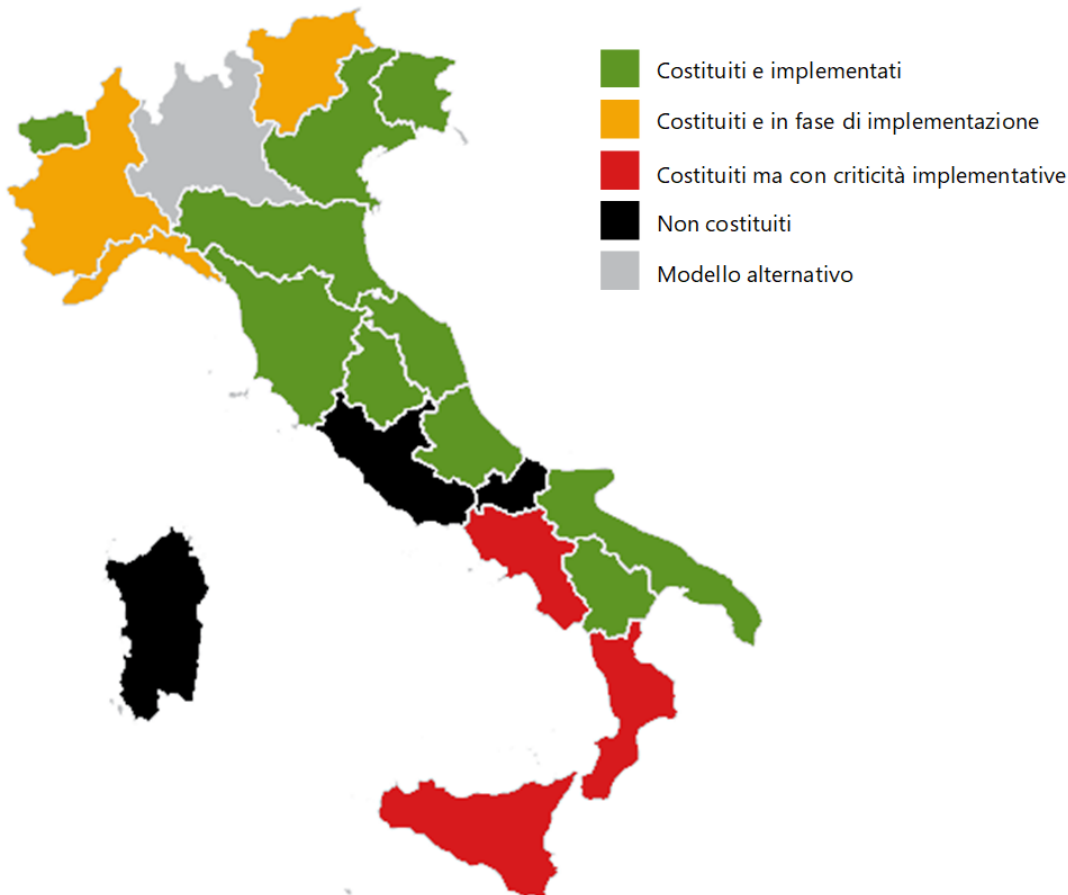 Costituiti e implementati
Costituiti e in fase di implementazione
Costituiti ma con criticità implementative
Non costituiti
Modello alternativo